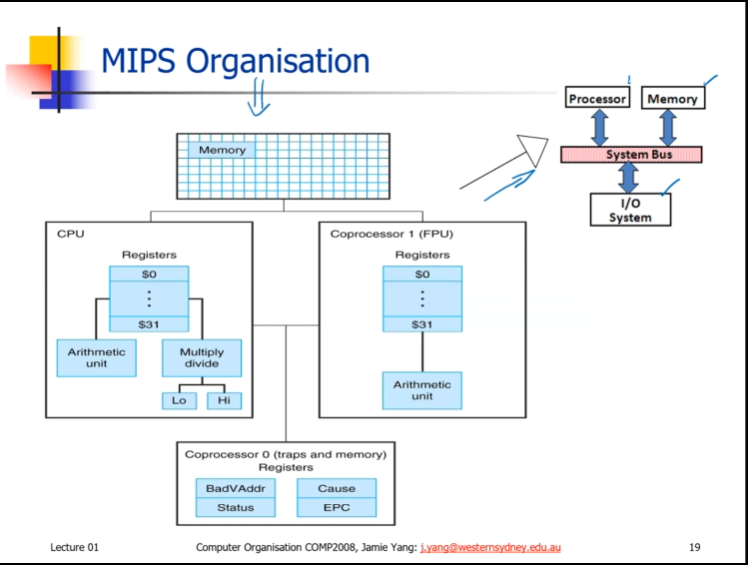 MIPS Organisation
Processor
Memory
System Bus
I/O
System
Memory
CPU
Registers
$0
$31
Arithmetic
unit
Multiply
divide
Lo
Hi
Coprocessor 1 (FPU)
Registers
$0
$31
Arithmetic
unit
Coprocessor 0 (traps and memory)
Registers
BadVAddr
Cause
Status
EPC
Lecture 01
Computer Organisation COMP2008, Jamie Yang: j.yang@westernsydney.edu.au
19